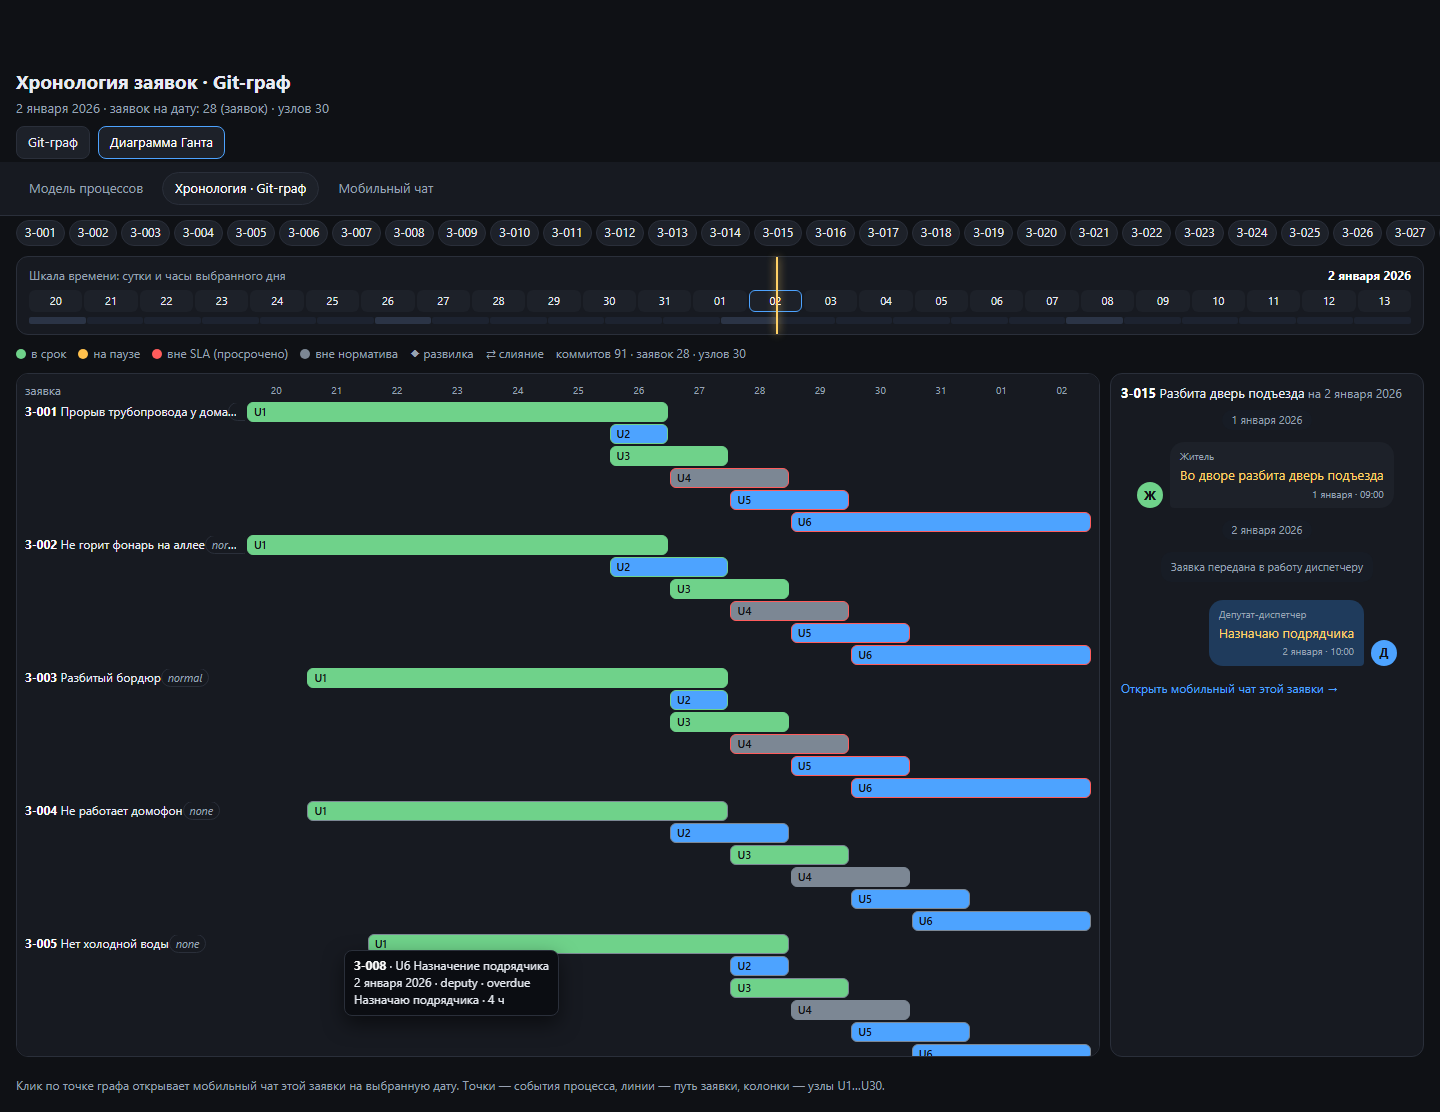 Хронология заявок · Git-граф
2 января 2026 · заявок на дату: 28 (заявок) · узлов 30
Git-граф Диаграмма Ганта
Модель процессов Хронология · Git-граф Мобильный чат
З-001 З-002 З-003 З-004 З-005 З-006 З-007 З-008 З-009 З-010 З-011 З-012 З-013 З-014 З-015 З-016 З-017 З-018 З-019 З-020 З-021 З-022 З-023 З-024 З-025 З-026 З-027
Шкала времени: сутки и часы выбранного дня 2 января 2026
20 21 22 23 24 25 26 27 28 29 30 31 01 02 03 04 05 06 07 08 09 10 11 12 13
в срок на паузе вне SLA (просрочено) вне норматива ◆ развилка ⇄ слияние коммитов 91 · заявок 28 · узлов 30
заявка 20 21 22 23 24 25 26 27 28 29 30 31 01 02
З-001 Прорыв трубопровода у дома... U1
U2
U3
U4
U5
U6
З-002 Не горит фонарь на аллее nor... U1
U2
U3
U4
U5
U6
З-003 Разбитый бордюр normal U1
U2
U3
U4
U5
U6
З-004 Не работает домофон none U1
U2
U3
U4
U5
U6
З-005 Нет холодной воды none U1
U2
U3
U4
U5
U6
З-008 · U6 Назначение подрядчика
2 января 2026 · deputy · overdue
Назначаю подрядчика · 4 ч
З-015 Разбита дверь подъезда на 2 января 2026
1 января 2026
Житель
Во дворе разбита дверь подъезда
1 января · 09:00
Ж
2 января 2026
Заявка передана в работу диспетчеру
Депутат-диспетчер
Назначаю подрядчика
2 января · 10:00
Д
Открыть мобильный чат этой заявки →
Клик по точке графа открывает мобильный чат этой заявки на выбранную дату. Точки — события процесса, линии — путь заявки, колонки — узлы U1...U30.